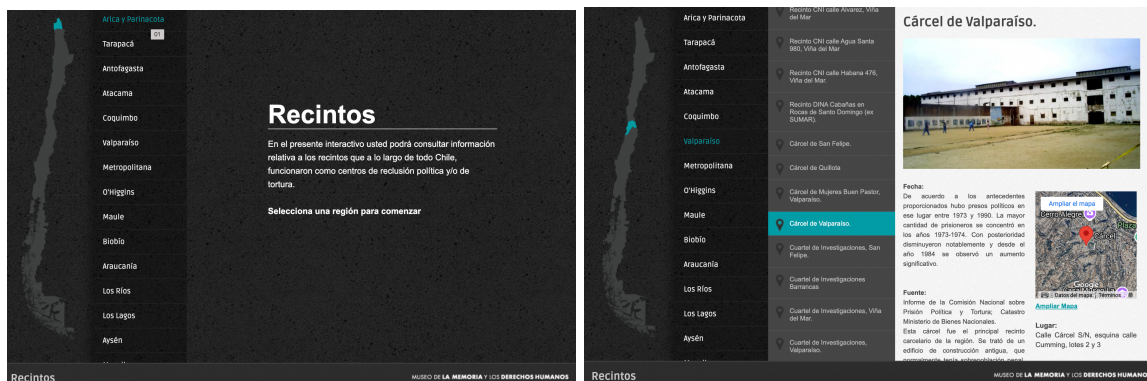 Arica y Parinacota
01
Tarapacá
Antofagasta
Atacama
Coquimbo
Valparaíso
Metropolitana
O'Higgins
Maule
Biobío
Araucanía
Los Ríos
Los Lagos
Aysén
Recintos
En el presente interactivo usted podrá consultar información
relativa a los recintos que a lo largo de todo Chile,
funcionaron como centros de reclusión política y/o de
tortura.
Selecciona una región para comenzar
Recintos
MUSEO DE LA MEMORIA Y LOS DERECHOS HUMANOS
Arica y Parinacota
Tarapacá
Antofagasta
Atacama
Coquimbo
Valparaíso
Metropolitana
O'Higgins
Maule
Biobío
Araucanía
Los Ríos
Los Lagos
Aysén
Recinto CNI calle Alvarez, Viña
del Mar
Recinto CNI calle Agua Santa
980, Viña del Mar
Recinto CNI calle Habana 476,
Viña del Mar
Recinto DINA Cabañas en
Rocas de Santo Domingo (ex
SUMAR).
Cárcel de San Felipe.
Cárcel de Quillota
Cárcel de Mujeres Buen Pastor,
Valparaíso.
Cárcel de Valparaíso.
Cuartel de Investigaciones, San
Felipe.
Cuartel de Investigaciones
Barrancas
Cuartel de Investigaciones, Viña
del Mar.
Cuartel de Investigaciones,
Valparaíso.
Cárcel de Valparaíso.
Fecha:
De acuerdo a los antecedentes
proporcionados hubo presos políticos en
ese lugar entre 1973 y 1990. La mayor
cantidad de prisioneros se concentró en
los años 1973-1974. Con posterioridad
disminuyeron notablemente y desde el
año 1984 se observó un aumento
significativo.
Fuente:
Informe de la Comisión Nacional sobre
Prisión Política y Tortura; Catastro
Ministerio de Bienes Nacionales.
Esta cárcel fue el principal recinto
carcelario de la región. Se trató de un
edificio de construcción antigua, que
normalmente tenía sobrepoblación penal.
Ampliar el mapa
Cerro Alegre
Plaza
Cárcel
Google
Datos del mapa
Términos
Ampliar Mapa
Lugar:
Calle Cárcel S/N, esquina calle
Cumming, lotes 2 y 3
Recintos
MUSEO DE LA MEMORIA Y LOS DERECHOS HUMANOS